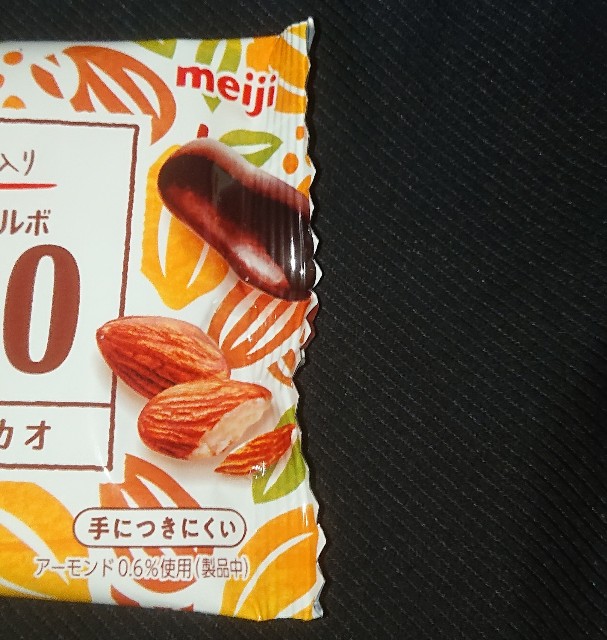 meiji
入り
ルボ
0
カオ
手につきにくい
アーモンド0.6%使用(製品中)